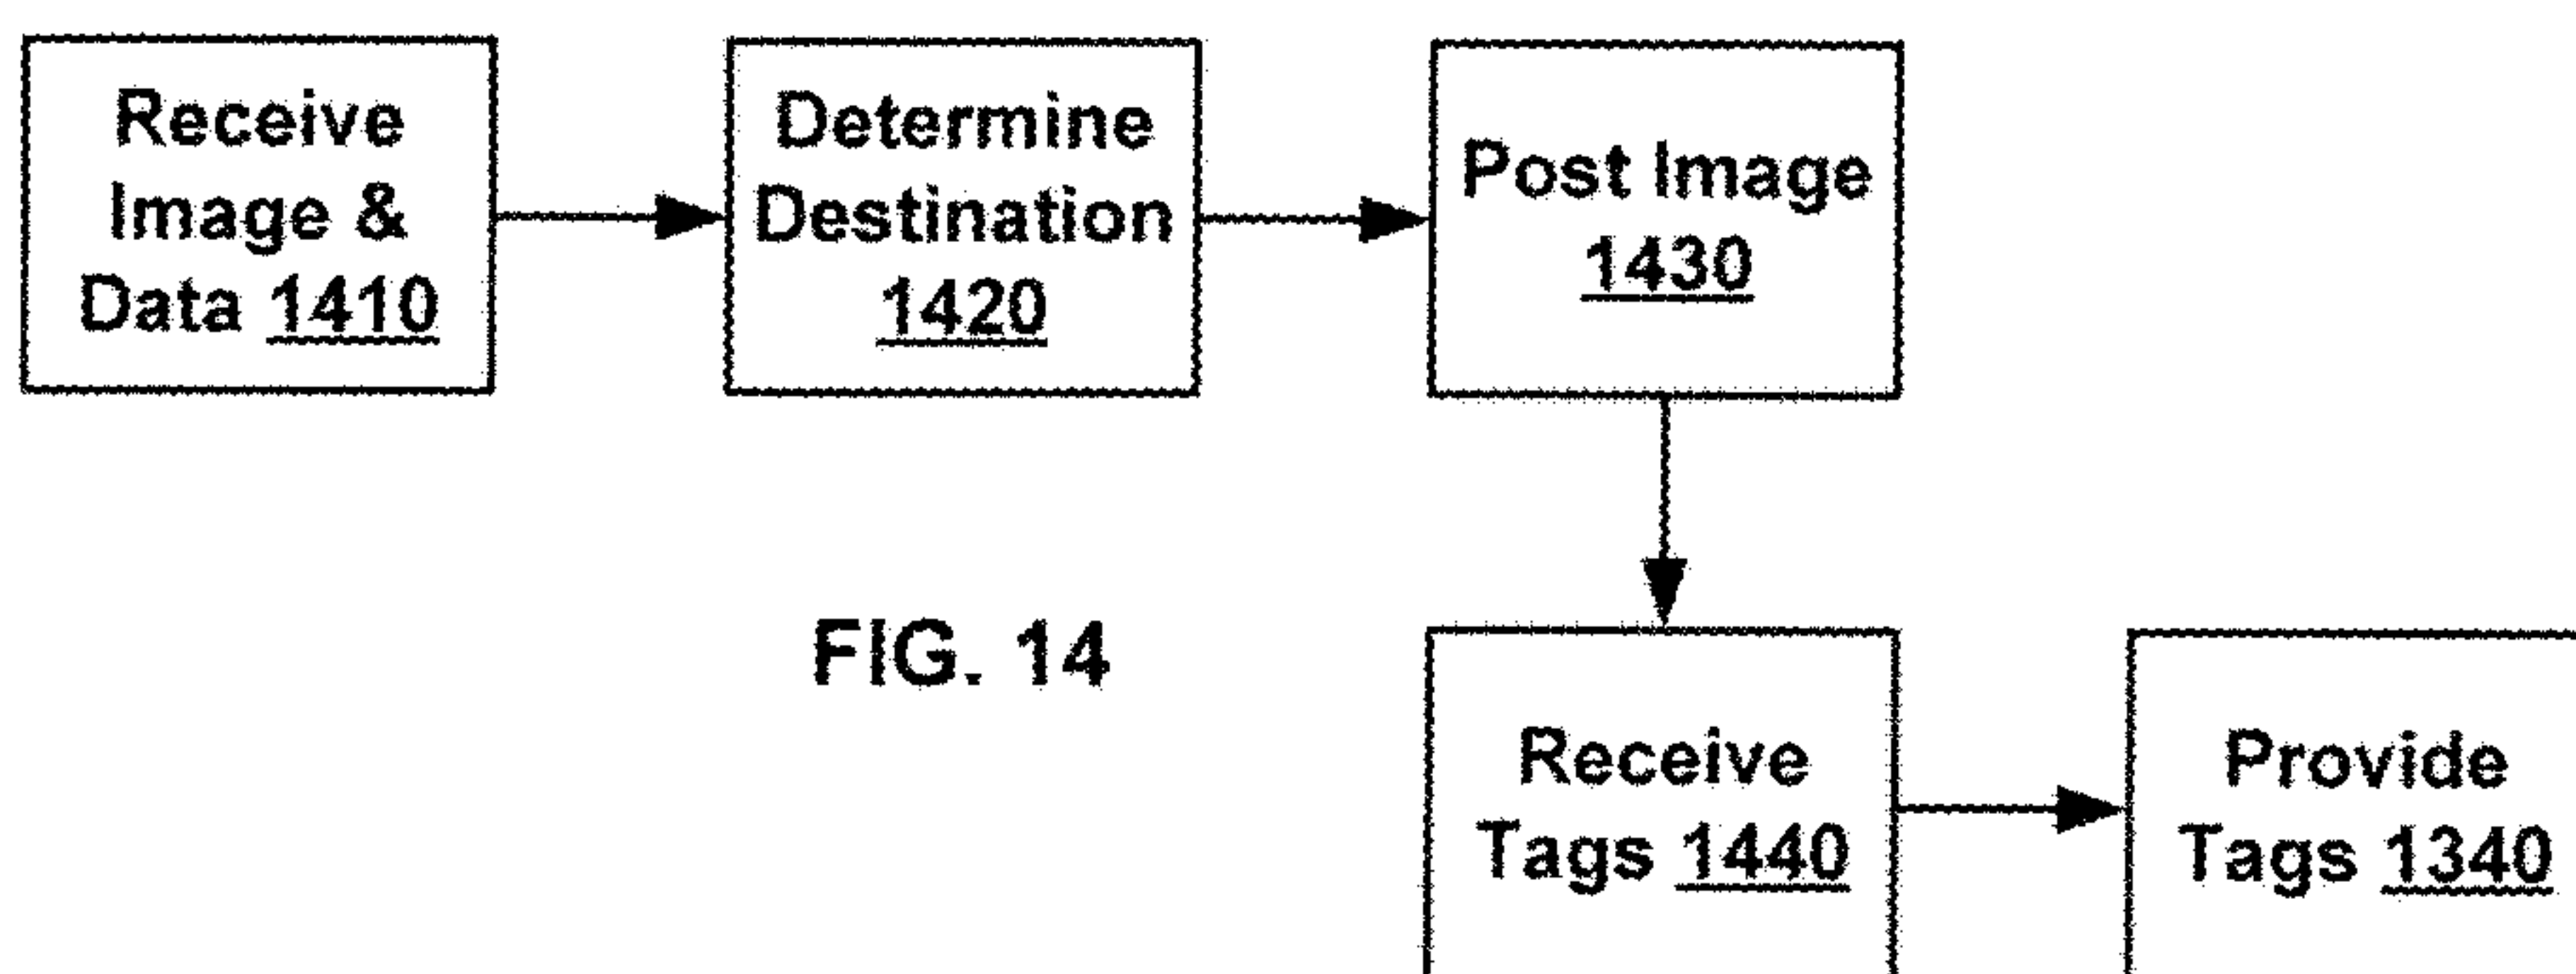 Receive
Image &
Data 1410
Determine
Destination
1420
Post Image
1430
FIG. 14
Receive
Tags 1440
Provide
Tags 1340